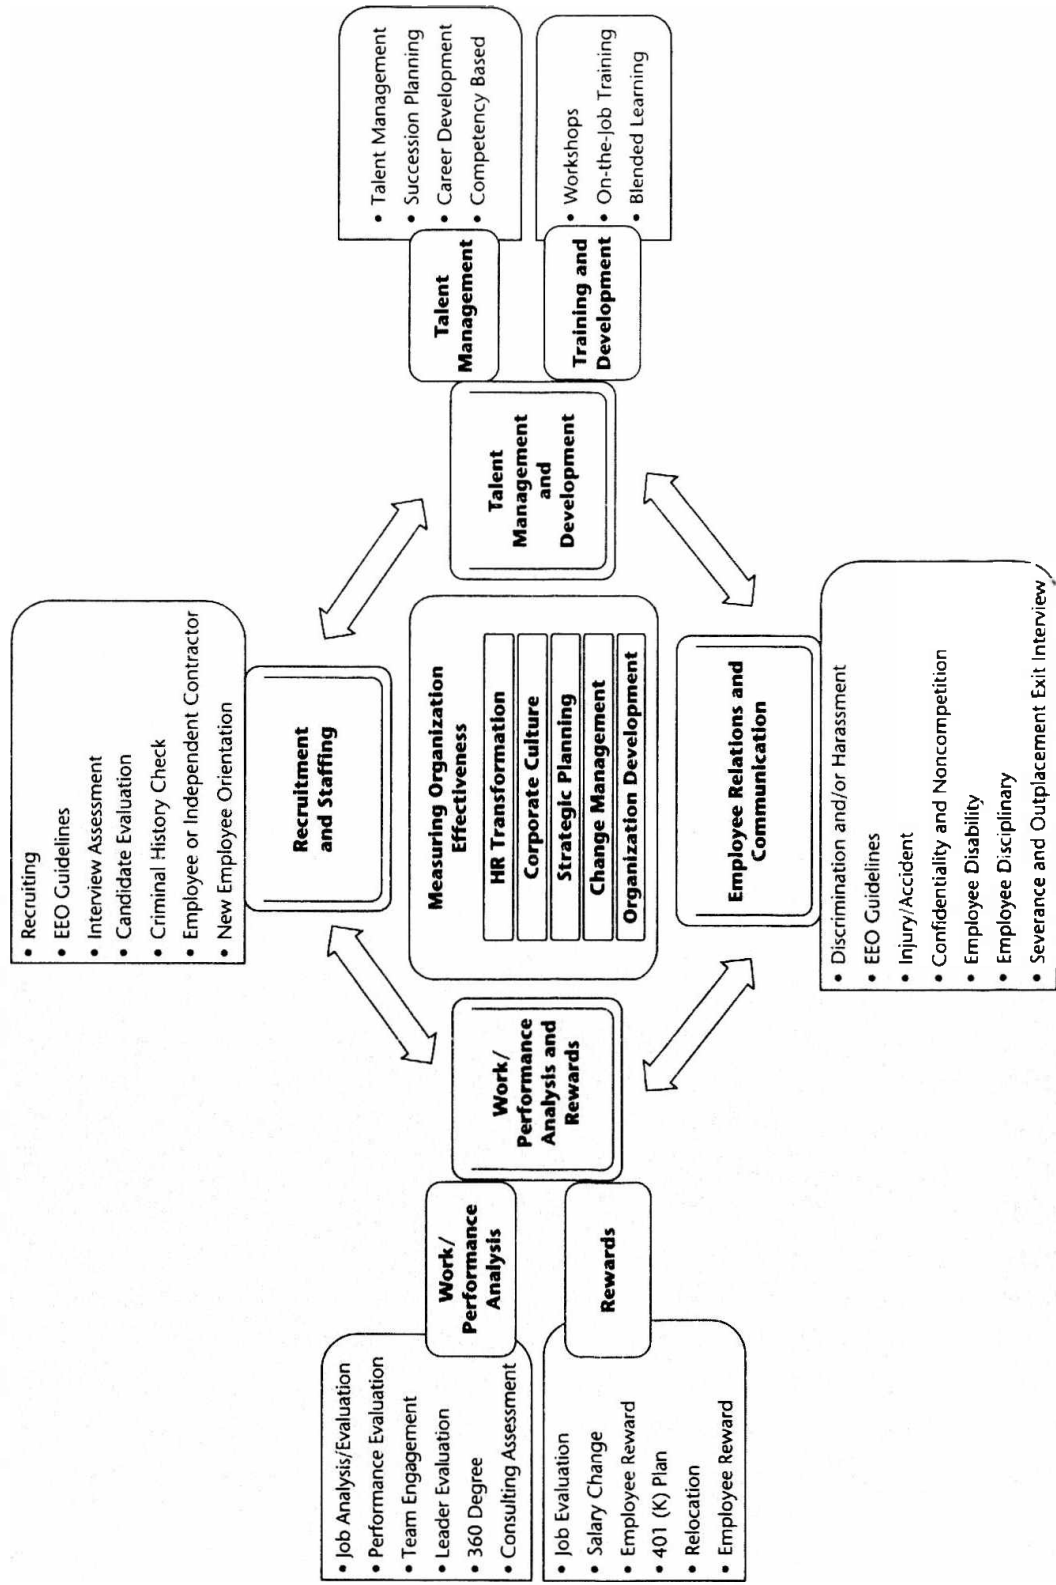 • Recruiting
• EEO Guidelines
• Interview Assessment
• Candidate Evaluation
• Criminal History Check
• Employee or Independent Contractor
• New Employee Orientation
Recruitment
and Staffing
• Job Analysis/Evaluation
• Performance Evaluation
• Team Engagement
• Leader Evaluation
• 360 Degree
• Consulting Assessment
Work/
Performance
Analysis
• Job Evaluation
• Salary Change
• Employee Reward
• 401 (K) Plan
• Relocation
• Employee Reward
Rewards
Work/
Performance
Analysis and
Rewards
Measuring Organization
Effectiveness
HR Transformation
Corporate Culture
Strategic Planning
Change Management
Organization Development
Talent
Management
and
Development
Talent
Management
• Talent Management
• Succession Planning
• Career Development
• Competency Based
Training and
Development
• Workshops
• On-the-Job Training
• Blended Learning
Employee Relations and
Communication
• Discrimination and/or Harassment
• EEO Guidelines
• Injury/Accident
• Confidentiality and Noncompetition
• Employee Disability
• Employee Disciplinary
• Severance and Outplacement Exit Interview